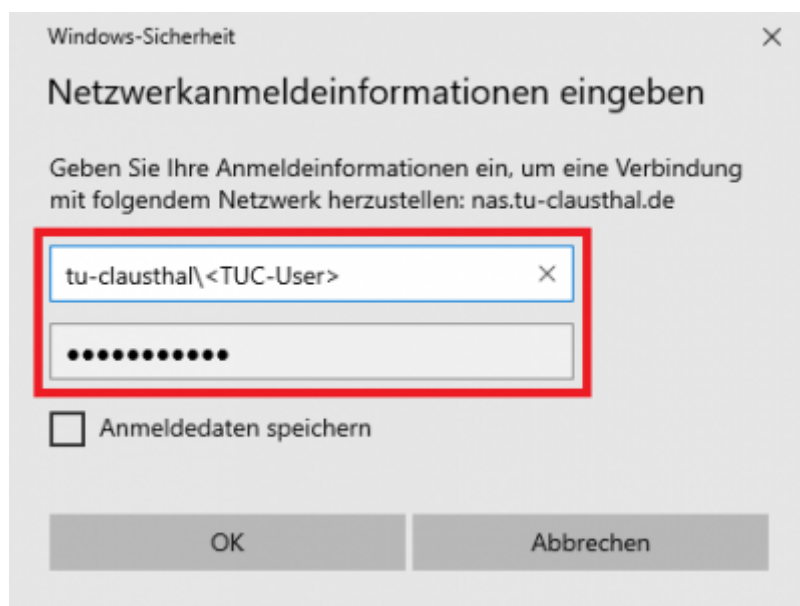 Windows-Sicherheit
Netzwerkanmeldeinformationen eingeben
Geben Sie Ihre Anmeldeinformationen ein, um eine Verbindung
mit folgendem Netzwerk herzustellen: nas.tu-clausthal.de
tu-clausthal\<TUC-User>
●●●●●●●●●●●
Anmeldedaten speichern
OK
Abbrechen